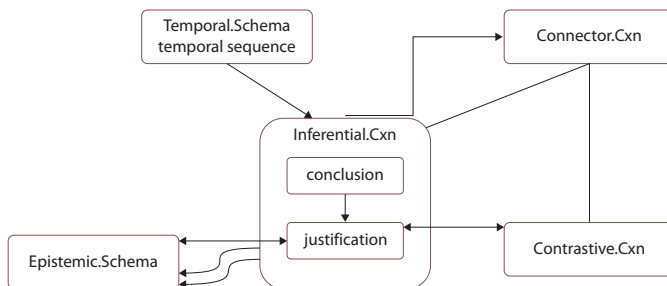 Temporal.Schema
temporal sequence
Connector.Cxn
Inferential.Cxn
conclusion
justification
Epistemic.Schema
Contrastive.Cxn